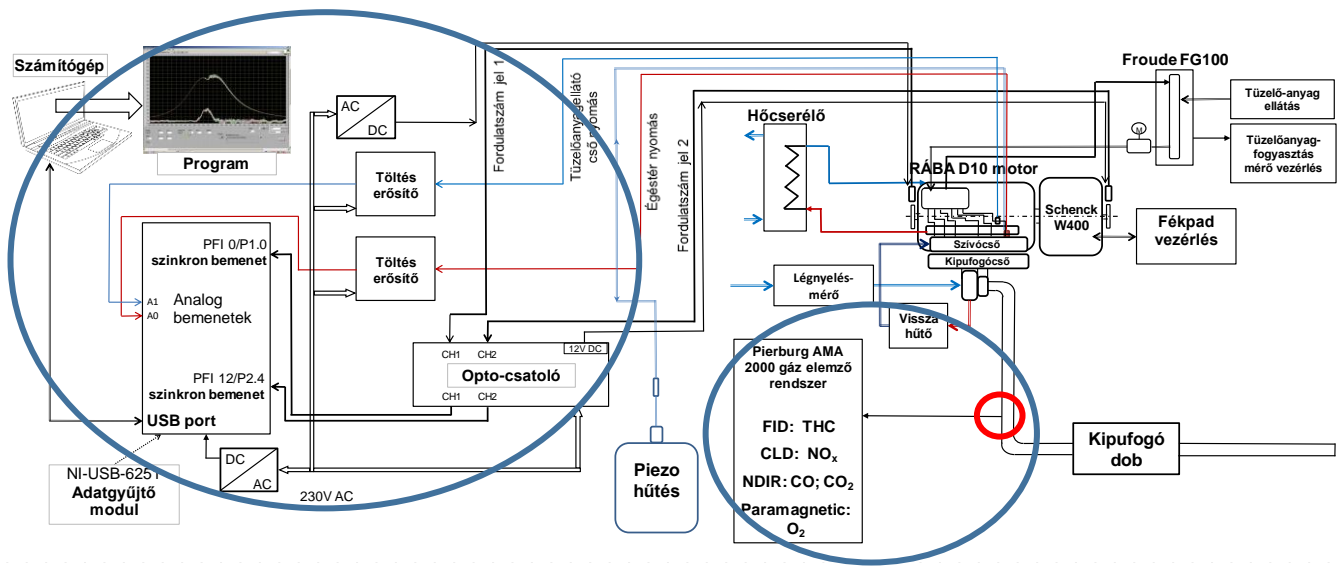 Számítógép
Program
AC
DC
Fordulatszám jel 1
Tüzelőanyagellátó
cső nyomás
Égéstér nyomás
Fordulatszám jel 2
Töltés
erősítő
Töltés
erősítő
PFI 0/P1.0
szinkron bemenet
A1
A0
Analog
bemenetek
PFI 12/P2.4
szinkron bemenet
USB port
NI-USB-6251
Adatgyűjtő
modul
DC
AC
230V AC
12V DC
CH1
CH2
Opto-csatoló
CH1
CH2
Piezo
hűtés
Hőcserélő
Froude FG100
M
Tüzelő-anyag
ellátás
Tüzelőanyag-
fogyasztás
mérő vezérlés
RÁBA D10 motor
Schenck
W400
Szívócső
Kipufogócső
Fékpad
vezérlés
Légnyelés-
mérő
Vissza
hűtő
Pierburg AMA
2000 gáz elemző
rendszer
FID: THC
CLD: NOₓ
NDIR: CO; CO₂
Paramagnetic:
O₂
Kipufogó
dob